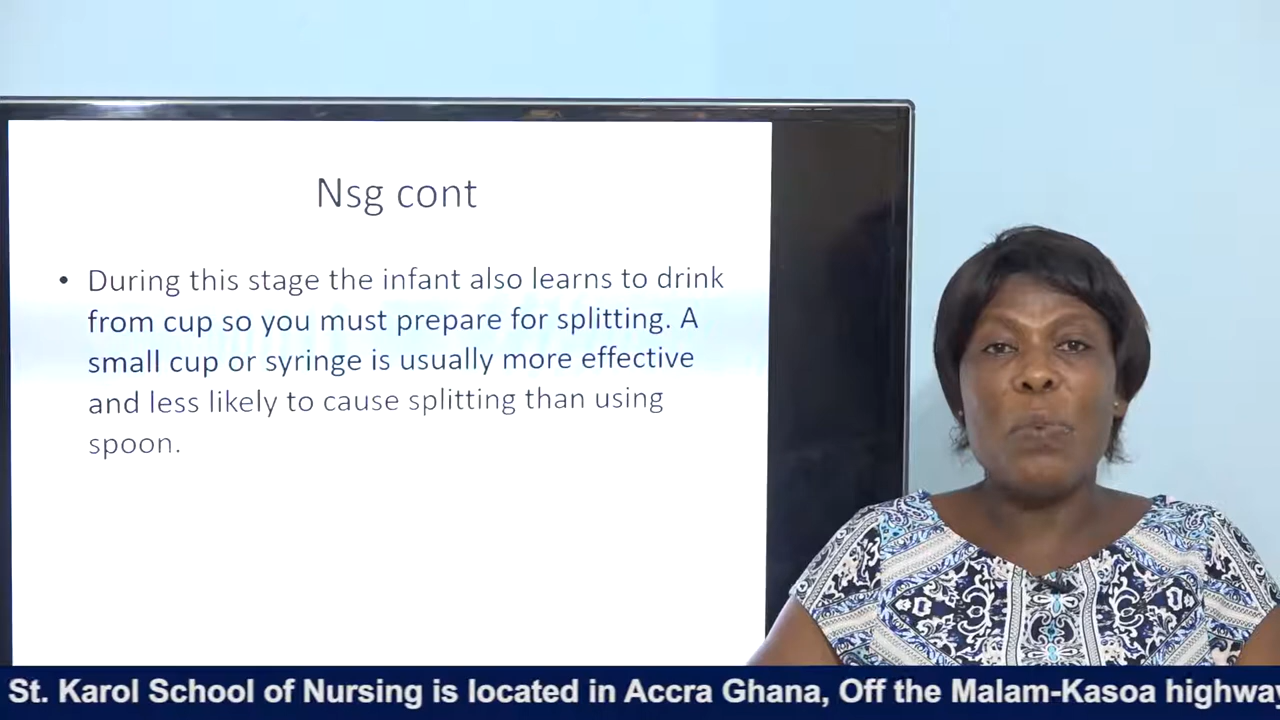 Nsg cont
• During this stage the infant also learns to drink
from cup so you must prepare for splitting. A
small cup or syringe is usually more effective
and less likely to cause splitting than using
spoon.
St. Karol School of Nursing is located in Accra Ghana, Off the Malam-Kasoa highway